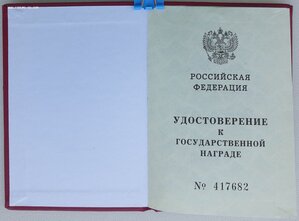 РОССИЙСКАЯ
ФЕДЕРАЦИЯ
УДОСТОВЕРЕНИЕ
К
ГОСУДАРСТВЕННОЙ
НАГРАДЕ
№ 417682